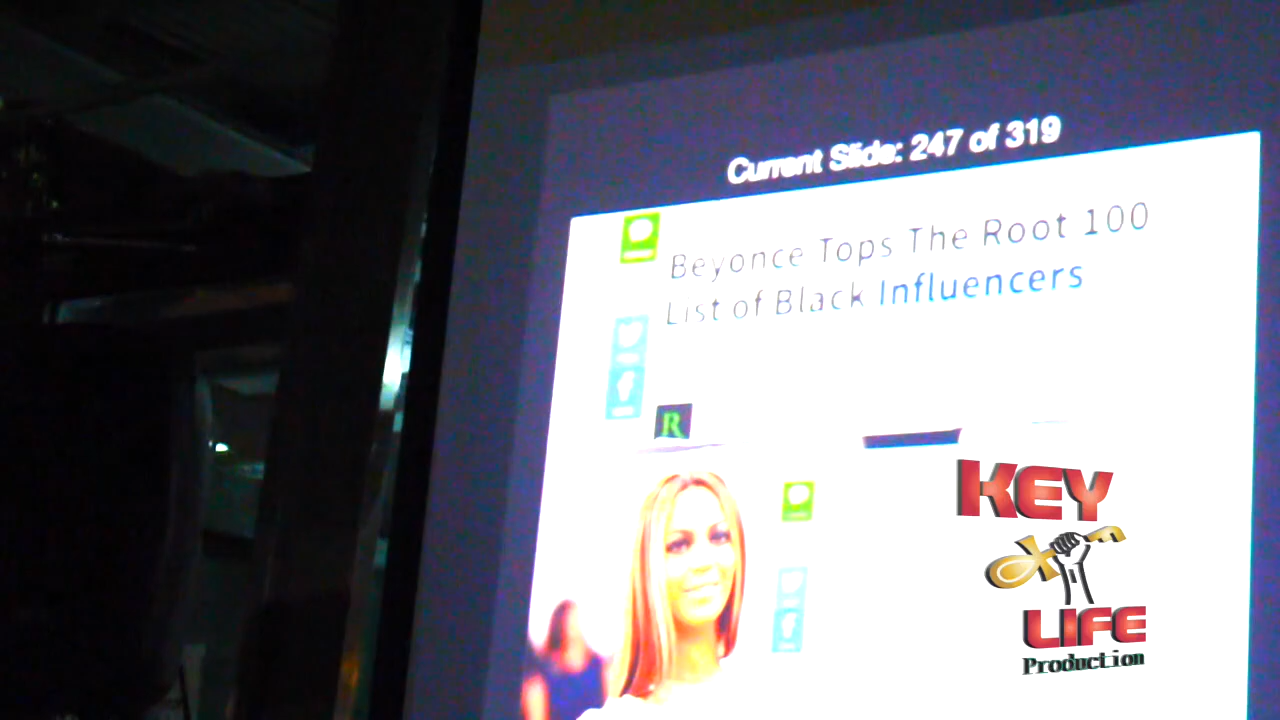 Current Slide: 247 of 319
Beyonce Tops The Root 100
List of Black Influencers
R
KEY
LIFE
Production